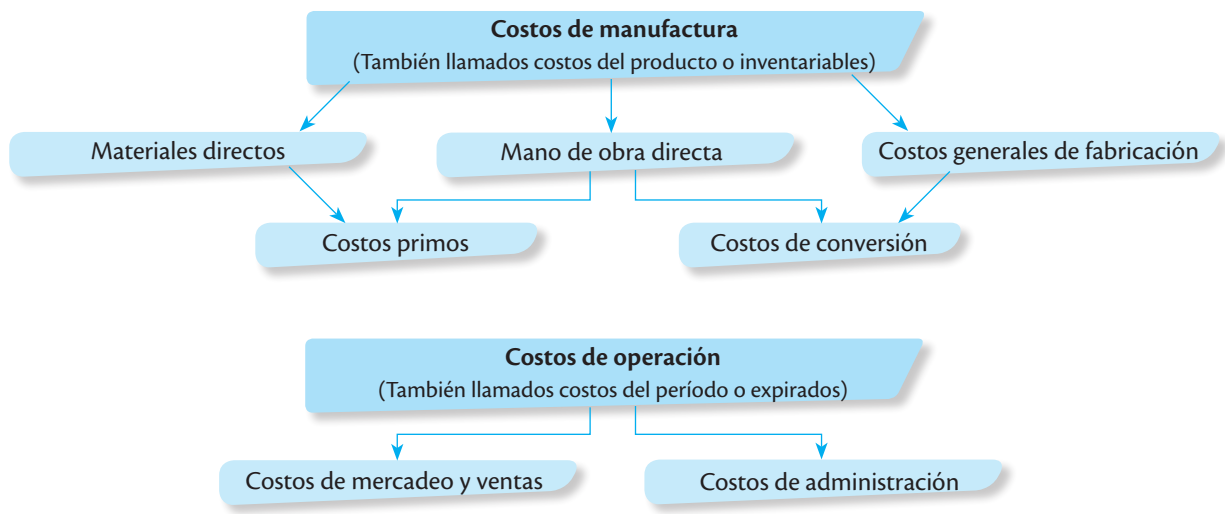 Costos de manufactura
(También llamados costos del producto o inventariables)
Materiales directos
Mano de obra directa
Costos generales de fabricación
Costos primos
Costos de conversión
Costos de operación
(También llamados costos del período o expirados)
Costos de mercadeo y ventas
Costos de administración